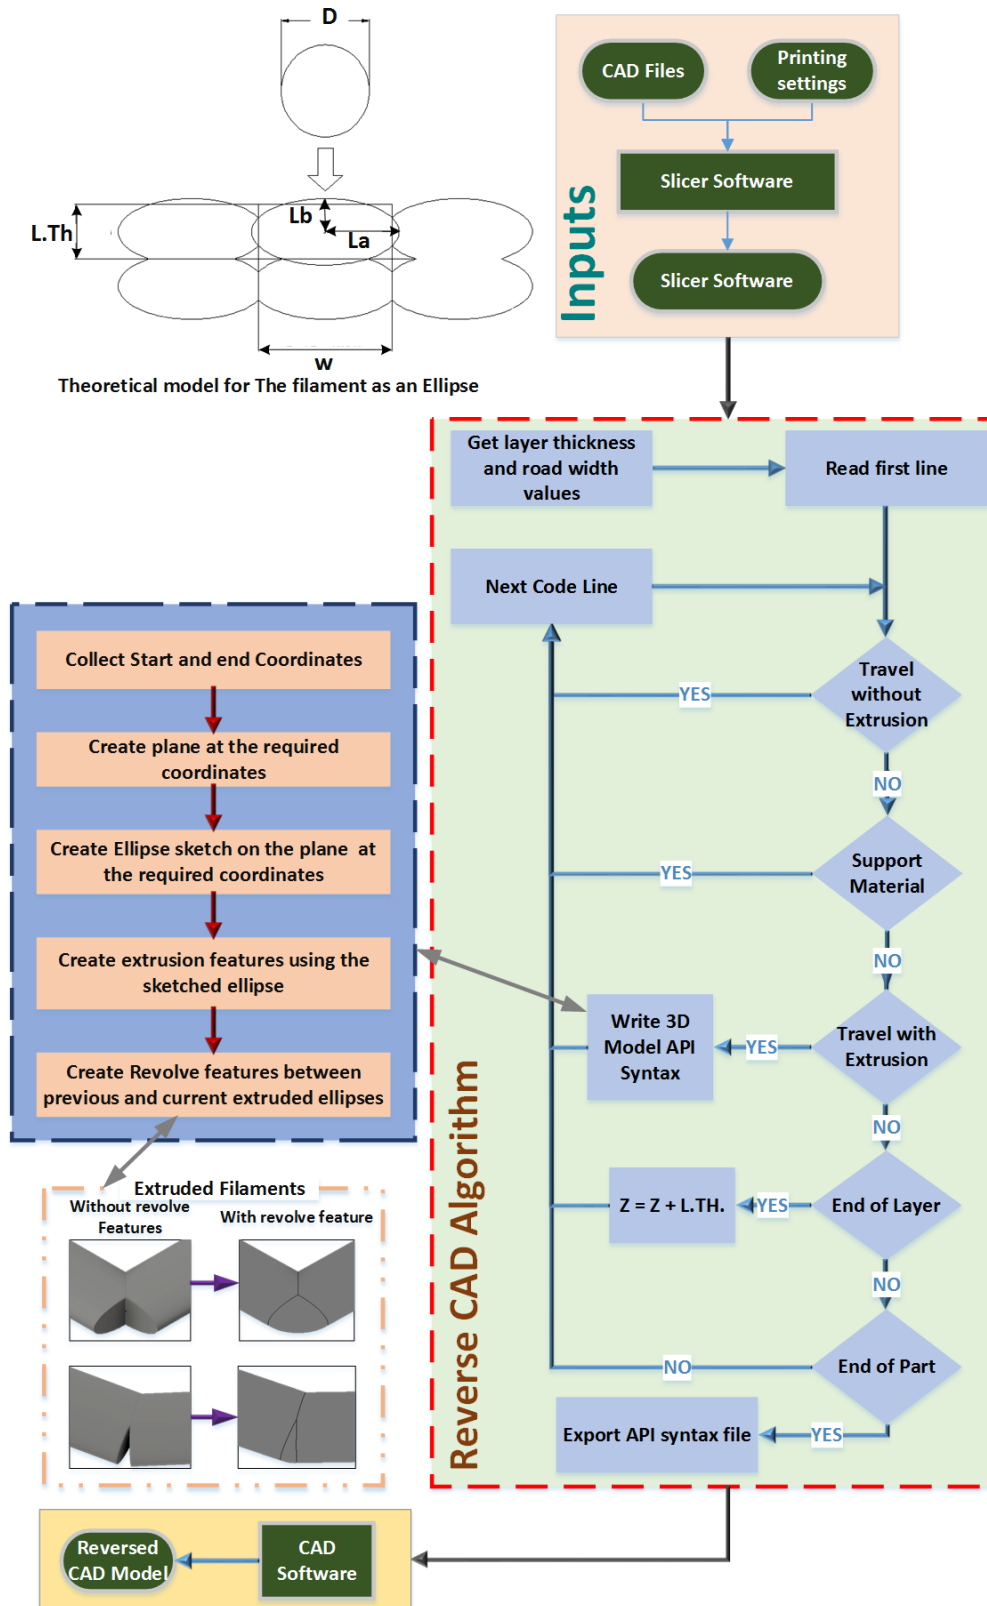 D
Lb
La
L.Th
w
Theoretical model for The filament as an Ellipse
CAD Files
Printing
settings
Slicer Software
Slicer Software
Inputs
Get layer thickness
and road width
values
Read first line
Next Code Line
Travel
without
Extrusion
YES
NO
Support
Material
YES
NO
Travel with
Extrusion
YES
Write 3D
Model API
Syntax
NO
End of Layer
YES
Z = Z + L.TH.
NO
End of Part
NO
YES
Export API syntax file
Reverse CAD Algorithm
Collect Start and end Coordinates
Create plane at the required
coordinates
Create Ellipse sketch on the plane at
the required coordinates
Create extrusion features using the
sketched ellipse
Create Revolve features between
previous and current extruded ellipses
Extruded Filaments
Without revolve
Features
With revolve feature
Reversed
CAD Model
CAD
Software